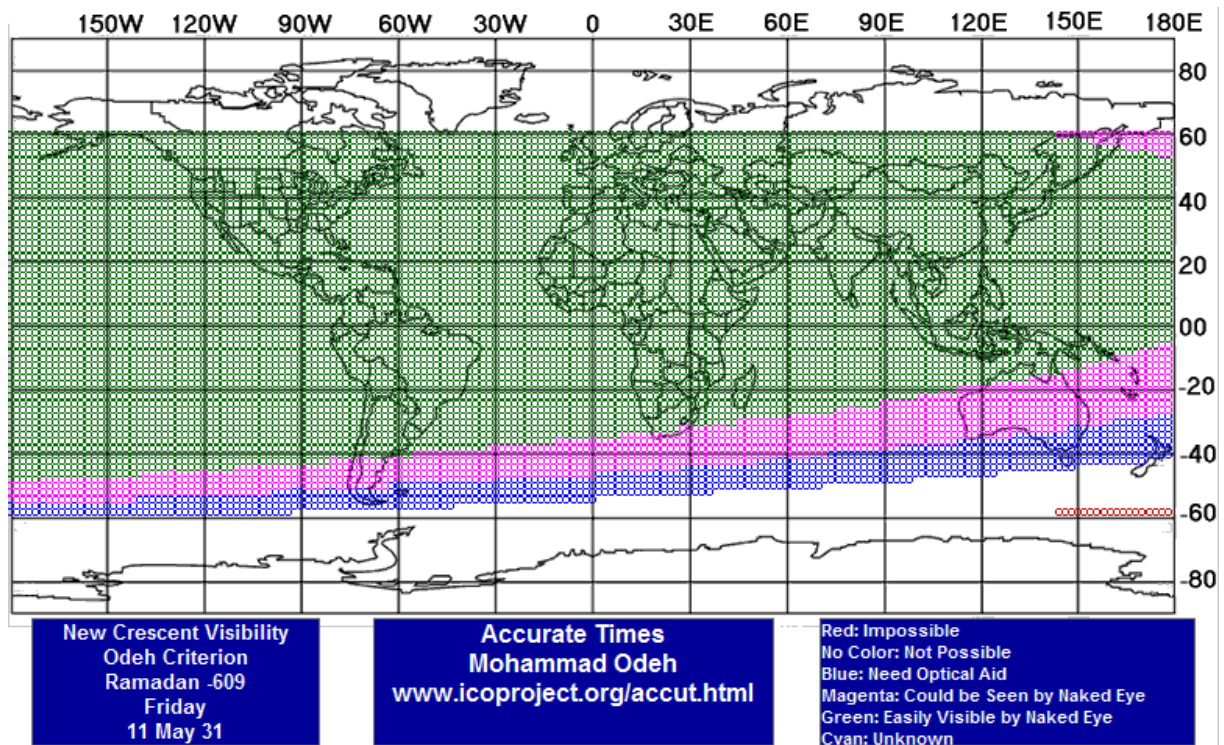 150W 120W 90W 60W 30W 0 30E 60E 90E 120E 150E 180E
80
60
40
20
00
-20
-40
-60
-80
New Crescent Visibility
Odeh Criterion
Ramadan -609
Friday
11 May 31
Accurate Times
Mohammad Odeh
www.icoproject.org/accut.html
Red: Impossible
No Color: Not Possible
Blue: Need Optical Aid
Magenta: Could be Seen by Naked Eye
Green: Easily Visible by Naked Eye
Cyan: Unknown